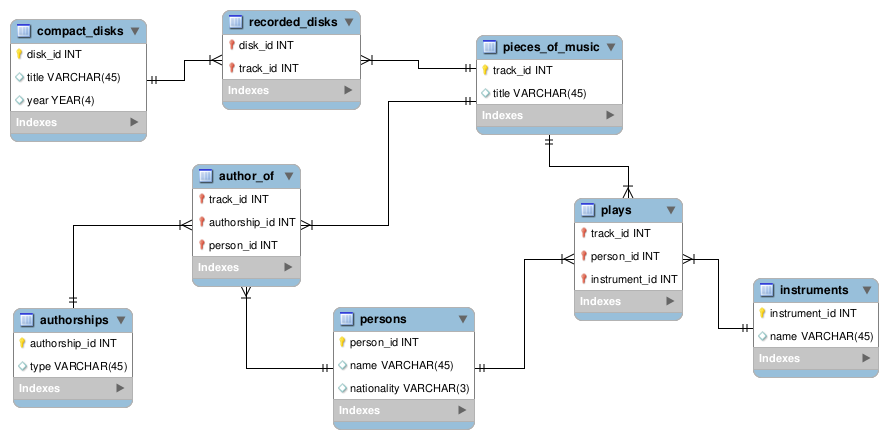 compact_disks
disk_id INT
title VARCHAR(45)
year YEAR(4)
Indexes
recorded_disks
disk_id INT
track_id INT
Indexes
pieces_of_music
track_id INT
title VARCHAR(45)
Indexes
author_of
track_id INT
authorship_id INT
person_id INT
Indexes
plays
track_id INT
person_id INT
instrument_id INT
Indexes
authorships
authorship_id INT
type VARCHAR(45)
Indexes
persons
person_id INT
name VARCHAR(45)
nationality VARCHAR(3)
Indexes
instruments
instrument_id INT
name VARCHAR(45)
Indexes